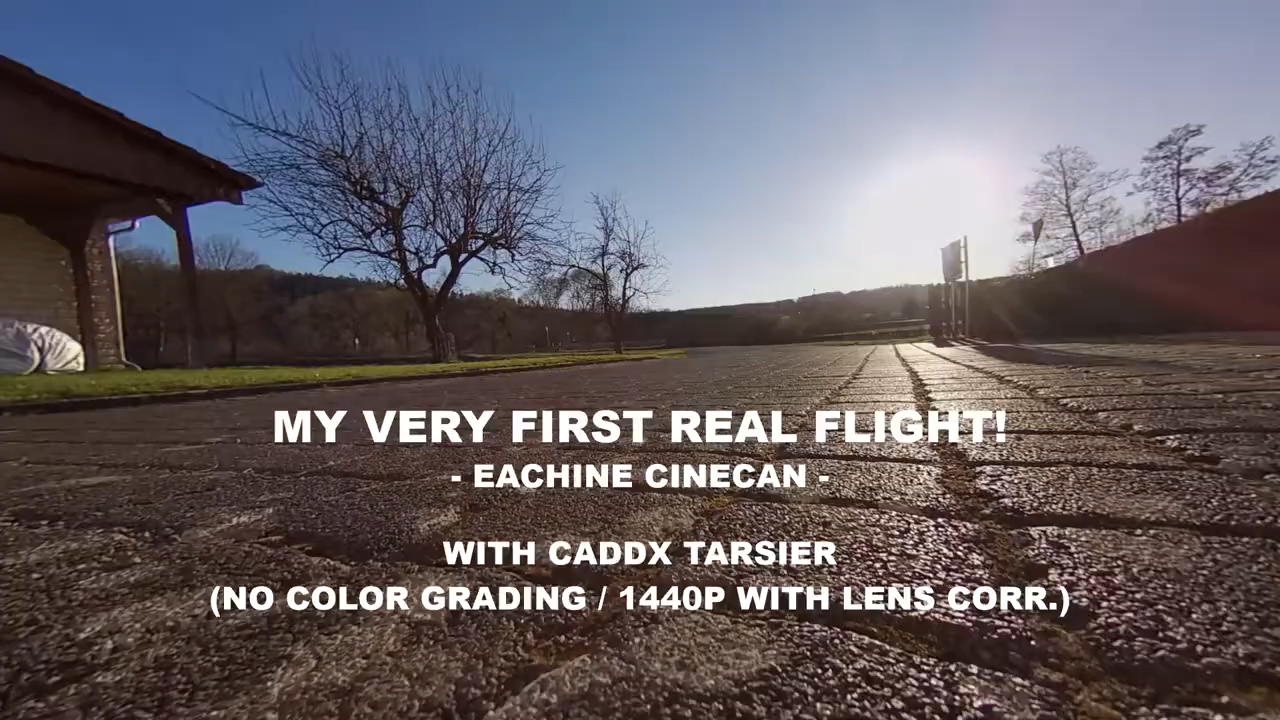 MY VERY FIRST REAL FLIGHT!
- EACHINE CINECAN -
WITH CADDX TARSIER
(NO COLOR GRADING / 1440P WITH LENS CORR.)